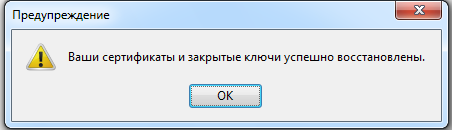 Предупреждение
Ваши сертификаты и закрытые ключи успешно восстановлены.
OK